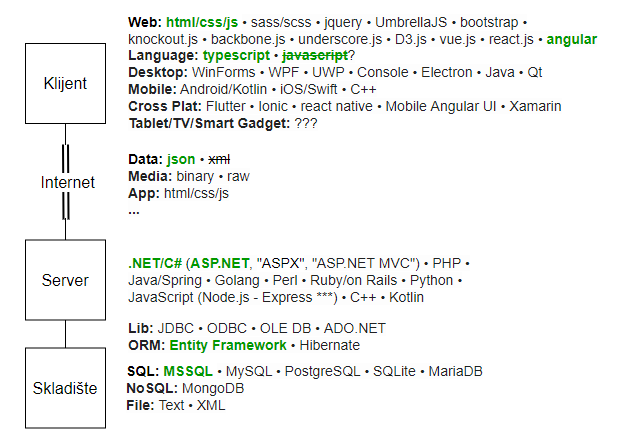 Web: html/css/js • sass/scss • jquery • UmbrellaJS • bootstrap •
knockout.js • backbone.js • underscore.js • D3.js • vue.js • react.js • angular
Language: typescript • javascript?
Desktop: WinForms • WPF • UWP • Console • Electron • Java • Qt
Mobile: Android/Kotlin • iOS/Swift • C++
Cross Plat: Flutter • Ionic • react native • Mobile Angular UI • Xamarin
Tablet/TV/Smart Gadget: ???
Klijent
Data: json • xml
Media: binary • raw
App: html/css/js
...
Internet
.NET/C# (ASP.NET, "ASPX", "ASP.NET MVC") • PHP •
Java/Spring • Golang • Perl • Ruby/on Rails • Python •
JavaScript (Node.js - Express ***) • C++ • Kotlin
Server
Lib: JDBC • ODBC • OLE DB • ADO.NET
ORM: Entity Framework • Hibernate
SQL: MSSQL • MySQL • PostgreSQL • SQLite • MariaDB
NoSQL: MongoDB
File: Text • XML
Skladište